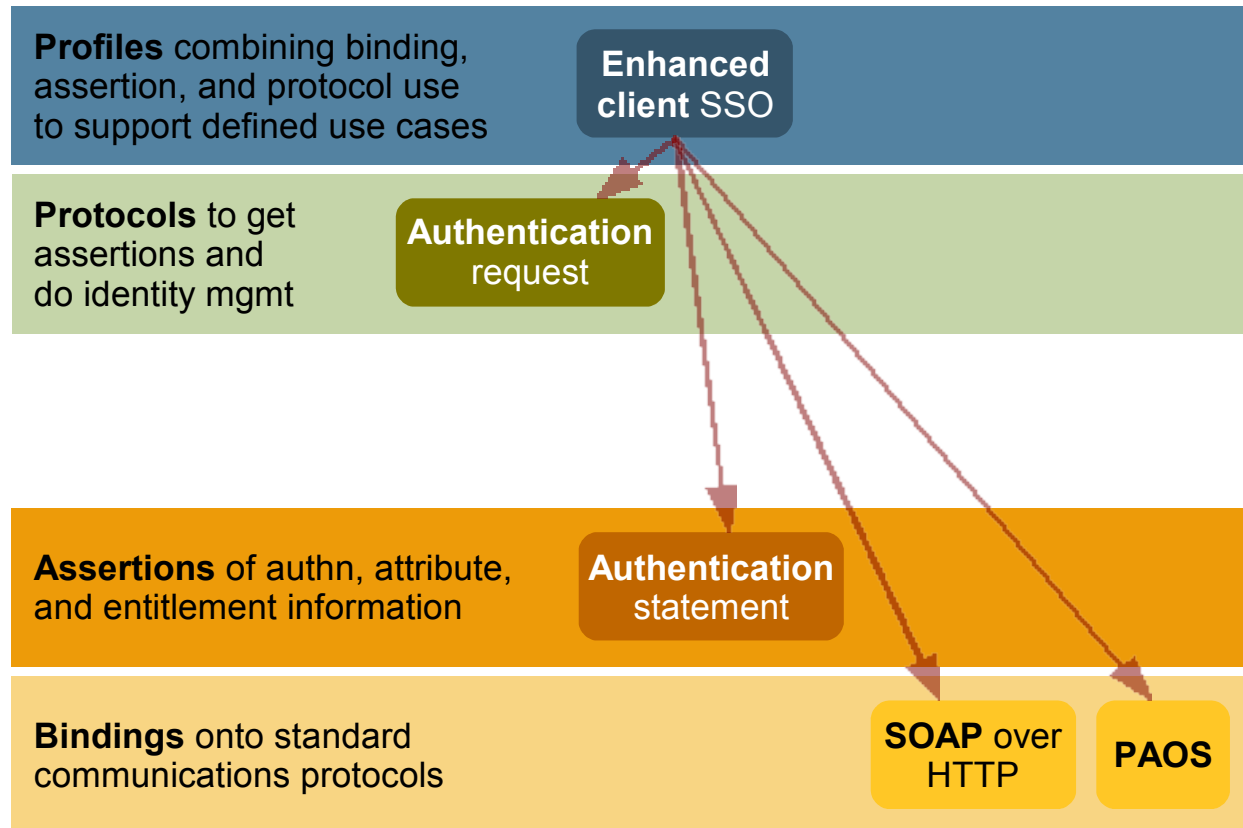 Profiles combining binding,
assertion, and protocol use
to support defined use cases
Enhanced
client SSO
Protocols to get
assertions and
do identity mgmt
Authentication
request
Assertions of authn, attribute,
and entitlement information
Authentication
statement
Bindings onto standard
communications protocols
SOAP over
HTTP
PAOS